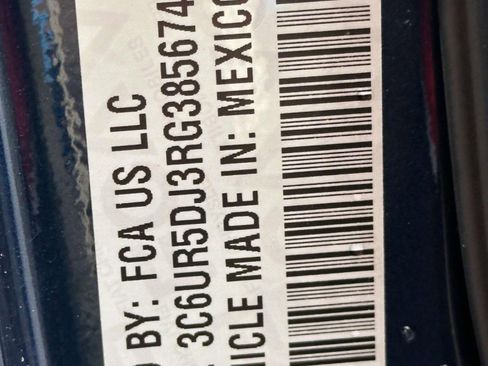 D BY: FCA US LLC
: 3C6UR5DJ3RG385674
ICLE MADE IN: MEXICO